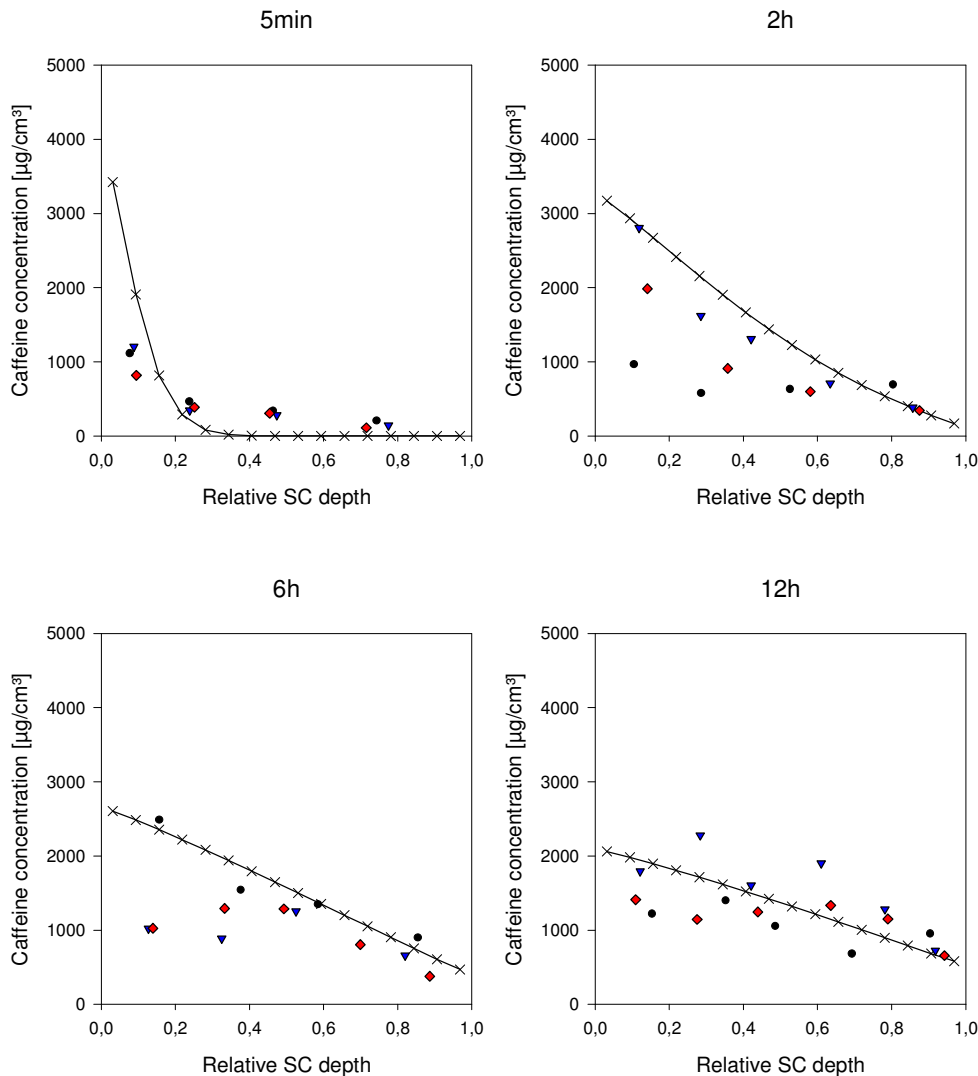 5min
5000
4000
3000
2000
1000
0
Caffeine concentration [µg/cm³]
0,0 0,2 0,4 0,6 0,8 1,0
Relative SC depth
2h
5000
4000
3000
2000
1000
0
Caffeine concentration [µg/cm³]
0,0 0,2 0,4 0,6 0,8 1,0
Relative SC depth
6h
5000
4000
3000
2000
1000
0
Caffeine concentration [µg/cm³]
0,0 0,2 0,4 0,6 0,8 1,0
Relative SC depth
12h
5000
4000
3000
2000
1000
0
Caffeine concentration [µg/cm³]
0,0 0,2 0,4 0,6 0,8 1,0
Relative SC depth